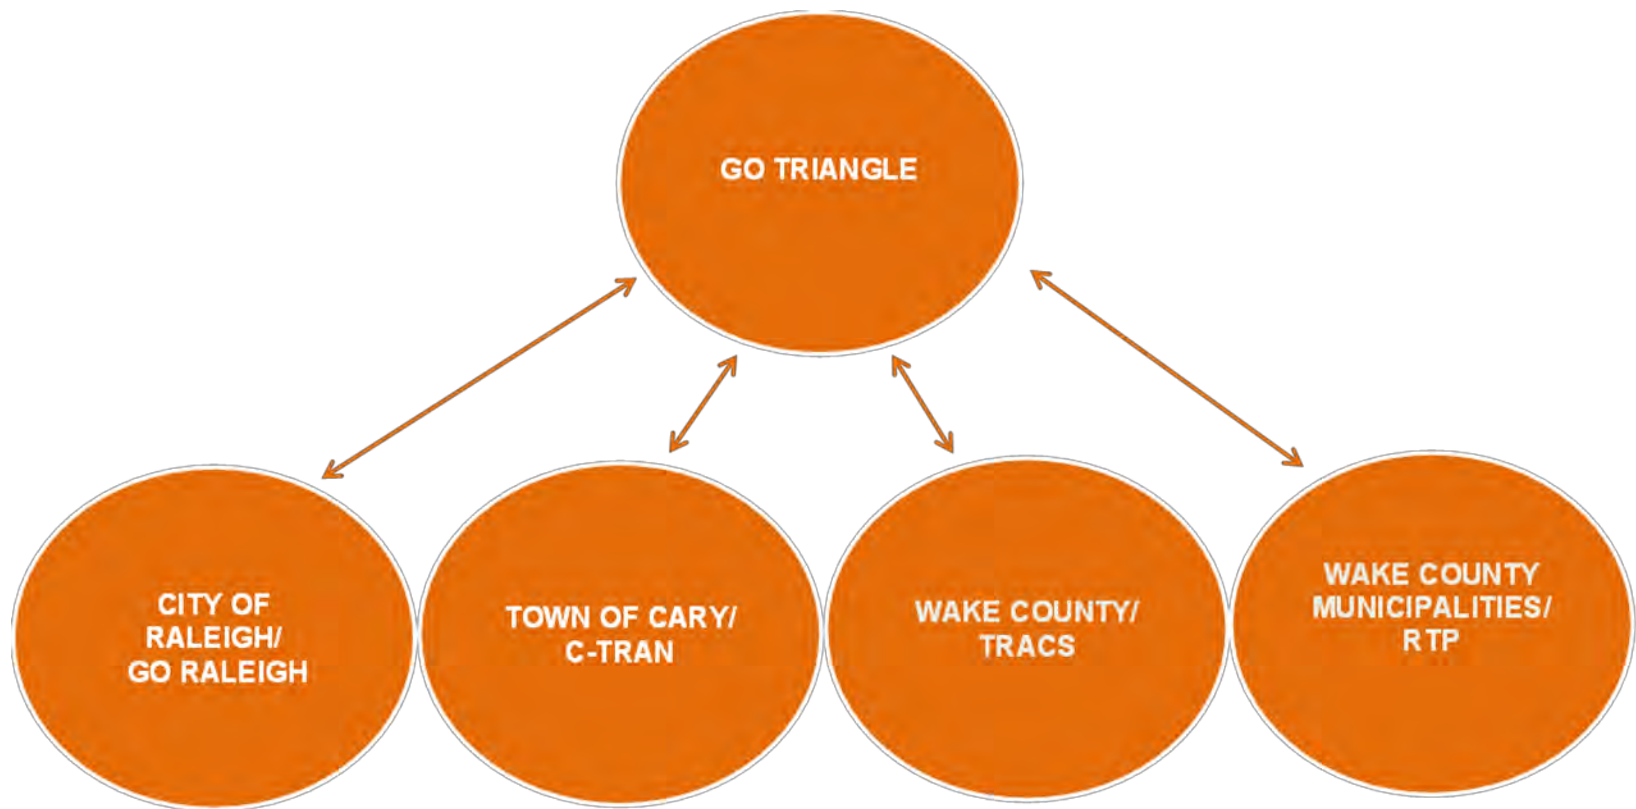 GO TRIANGLE
CITY OF
RALEIGH/
GO RALEIGH
TOWN OF CARY/
C-TRAN
WAKE COUNTY/
TRACS
WAKE COUNTY
MUNICIPALITIES/
RTP